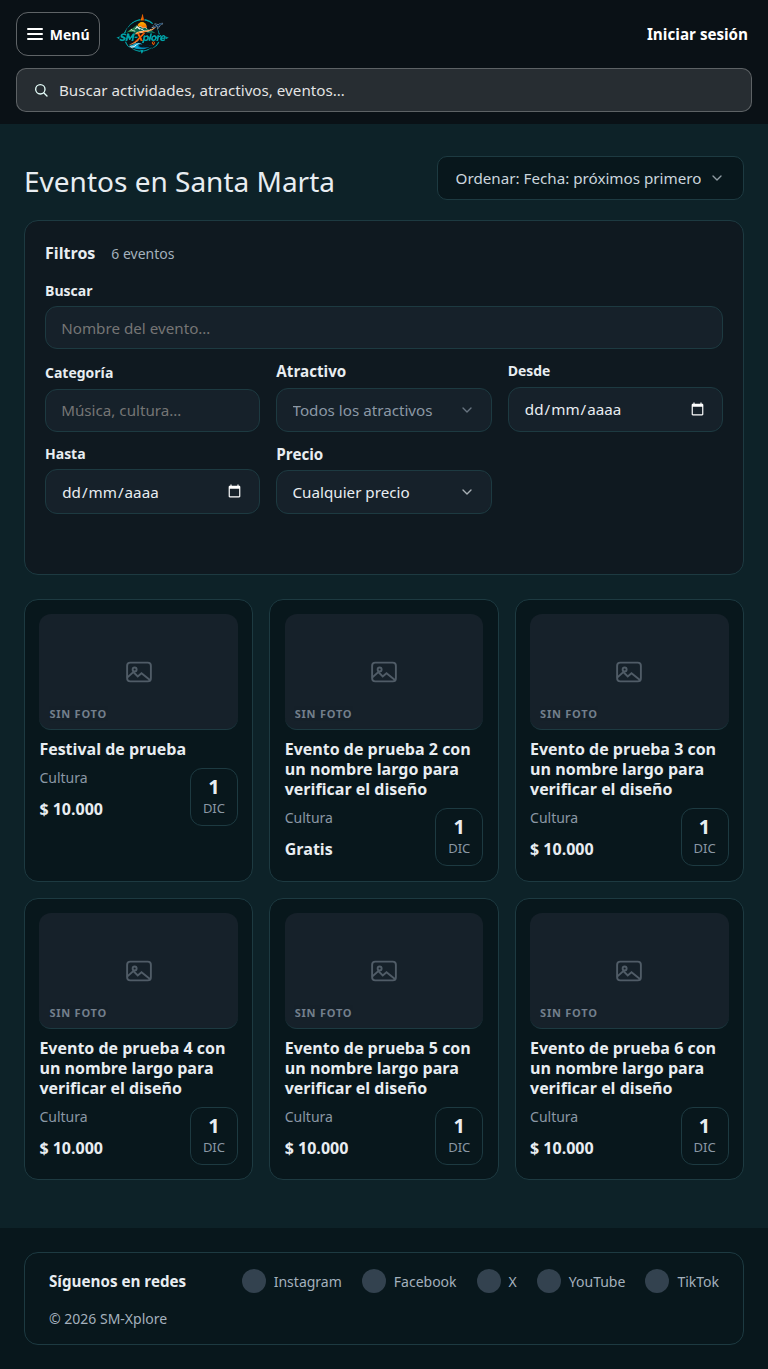 Menú
SM-Xplore
Iniciar sesión
Buscar actividades, atractivos, eventos...
Eventos en Santa Marta
Ordenar: Fecha: próximos primero
Filtros 6 eventos
Buscar
Nombre del evento...
Categoría Atractivo Desde
Música, cultura... Todos los atractivos dd/mm/aaaa
Hasta Precio
dd/mm/aaaa Cualquier precio
SIN FOTO
Festival de prueba
Cultura
$ 10.000
1
DIC
SIN FOTO
Evento de prueba 2 con
un nombre largo para
verificar el diseño
Cultura
Gratis
1
DIC
SIN FOTO
Evento de prueba 3 con
un nombre largo para
verificar el diseño
Cultura
$ 10.000
1
DIC
SIN FOTO
Evento de prueba 4 con
un nombre largo para
verificar el diseño
Cultura
$ 10.000
1
DIC
SIN FOTO
Evento de prueba 5 con
un nombre largo para
verificar el diseño
Cultura
$ 10.000
1
DIC
SIN FOTO
Evento de prueba 6 con
un nombre largo para
verificar el diseño
Cultura
$ 10.000
1
DIC
Síguenos en redes Instagram Facebook X YouTube TikTok
© 2026 SM-Xplore